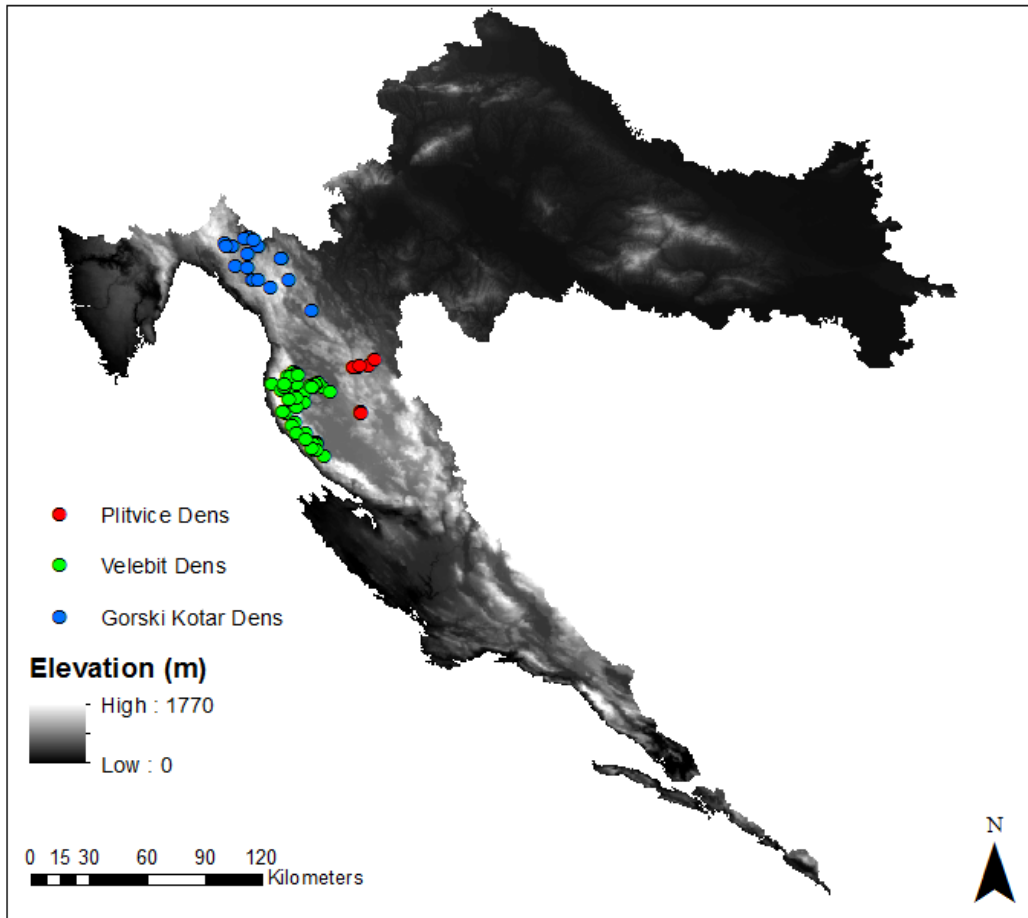 Plitvice Dens
Velebit Dens
Gorski Kotar Dens
Elevation (m)
High : 1770
Low : 0
0 15 30 60 90 120
Kilometers
N